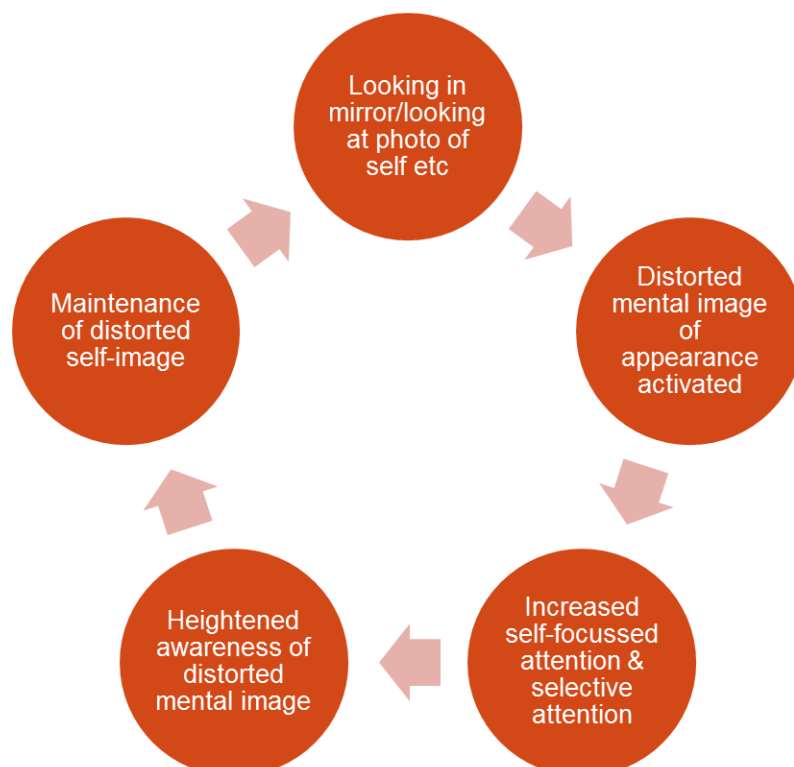 Looking in
mirror/looking
at photo of
self etc
Distorted
mental image
of
appearance
activated
Increased
self-focussed
attention &
selective
attention
Heightened
awareness of
distorted
mental image
Maintenance
of distorted
self-image